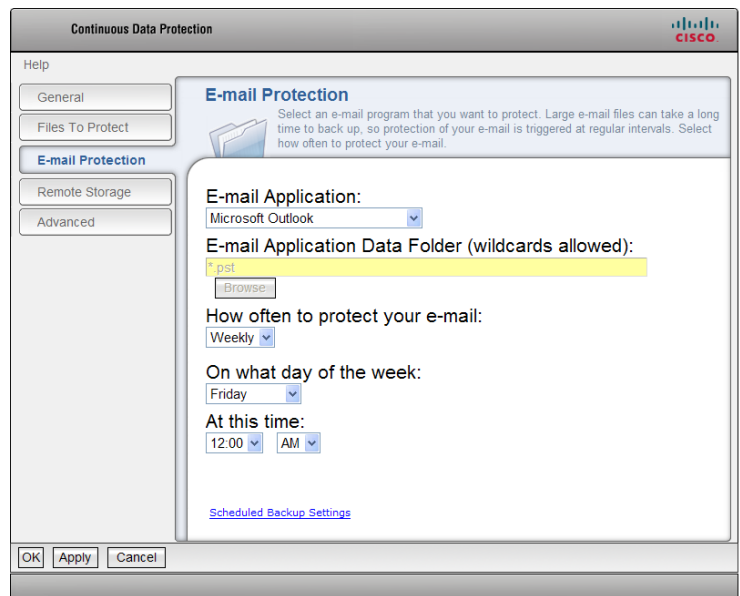 Continuous Data Protection
CISCO
Help
General
Files To Protect
E-mail Protection
Remote Storage
Advanced
E-mail Protection
Select an e-mail program that you want to protect. Large e-mail files can take a long
time to back up, so protection of your e-mail is triggered at regular intervals. Select
how often to protect your e-mail.
E-mail Application:
Microsoft Outlook
E-mail Application Data Folder (wildcards allowed):
*.pst
Browse
How often to protect your e-mail:
Weekly
On what day of the week:
Friday
At this time:
12:00 AM
Scheduled Backup Settings
OK Apply Cancel